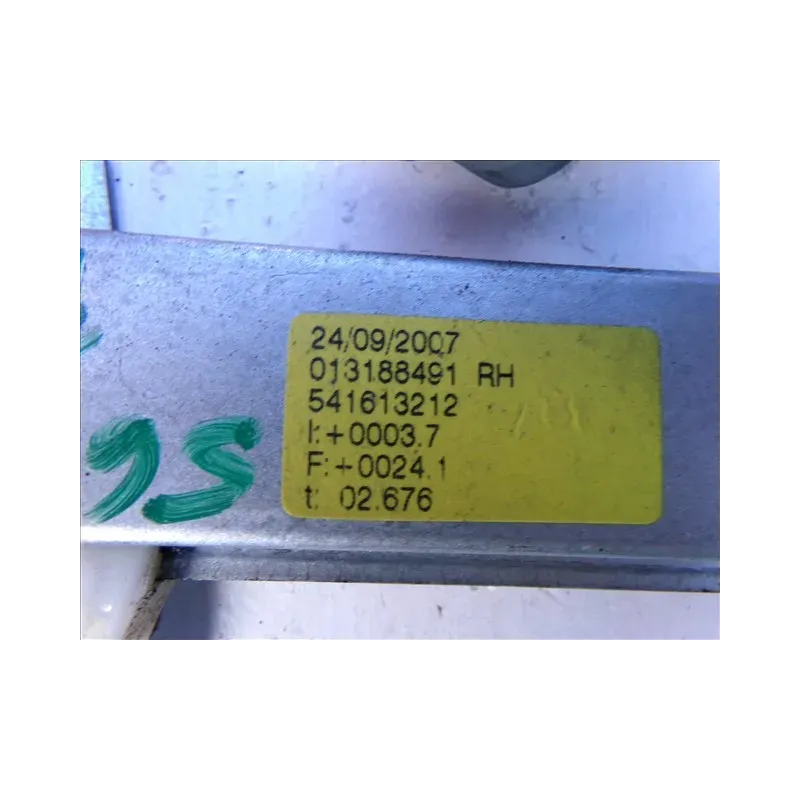 24/09/2007
013188491 RH
541613212
I:+0003.7
F:+0024.1
t: 02.676